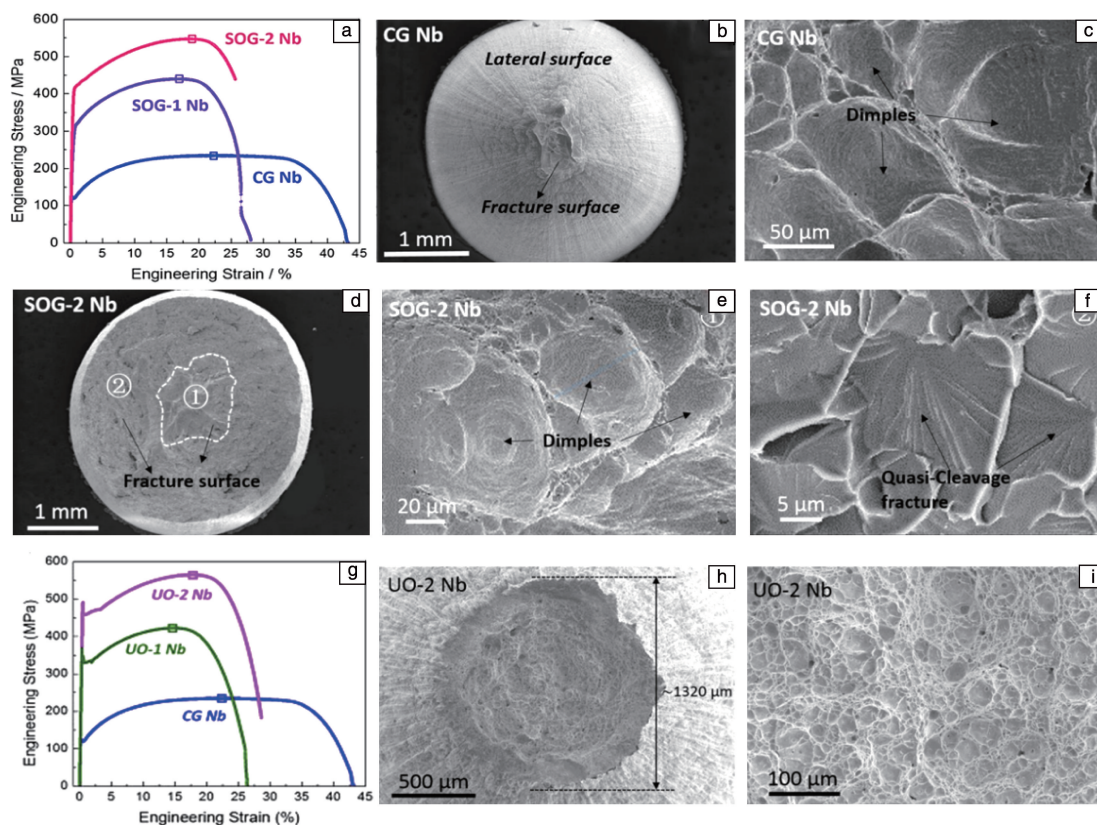 a
SOG-2 Nb
SOG-1 Nb
CG Nb
Engineering Stress / MPa
600
500
400
300
200
100
0
0 5 10 15 20 25 30 35 40 45
Engineering Strain / %
b
CG Nb
Lateral surface
Fracture surface
1 mm
c
CG Nb
Dimples
50 μm
d
SOG-2 Nb
②
①
Fracture surface
1 mm
e
SOG-2 Nb
①
Dimples
20 μm
f
SOG-2 Nb
②
Quasi-Cleavage
fracture
5 μm
g
UO-2 Nb
UO-1 Nb
CG Nb
Engineering Stress (MPa)
600
500
400
300
200
100
0
0 5 10 15 20 25 30 35 40 45
Engineering Strain (%)
h
UO-2 Nb
~1320 μm
500 μm
i
UO-2 Nb
100 μm